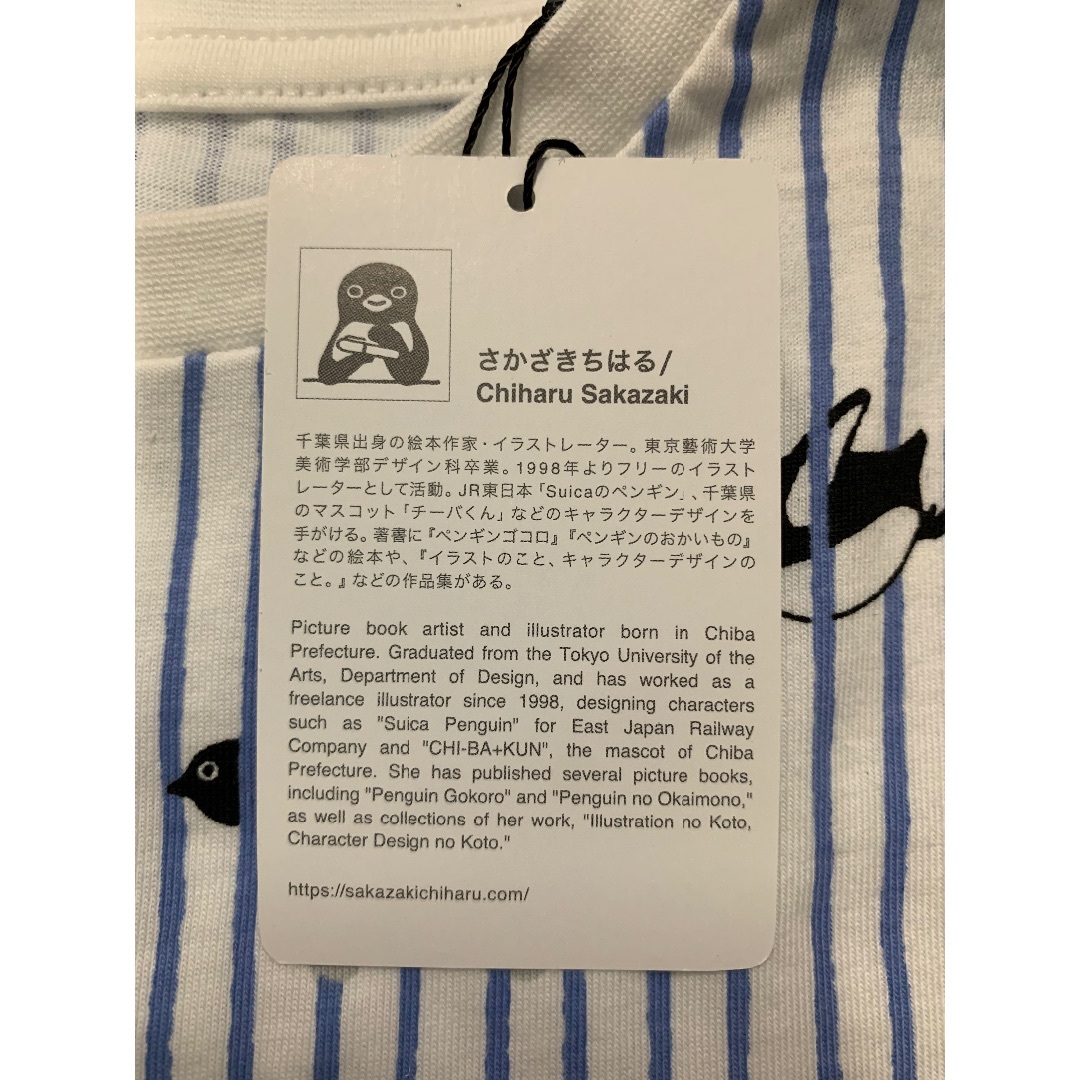 さかざきちはる/
Chiharu Sakazaki
千葉県出身の絵本作家・イラストレーター。東京藝術大学
美術学部デザイン科卒業。1998年よりフリーのイラスト
レーターとして活動。JR東日本「Suicaのペンギン」、千葉県
のマスコット「チーバくん」などのキャラクターデザインを
手がける。著書に『ペンギンゴコロ』『ペンギンのおかいもの』
などの絵本や、『イラストのこと、キャラクターデザインの
こと。』などの作品集がある。
Picture book artist and illustrator born in Chiba
Prefecture. Graduated from the Tokyo University of the
Arts, Department of Design, and has worked as a
freelance illustrator since 1998, designing characters
such as "Suica Penguin" for East Japan Railway
Company and "CHI-BA+KUN", the mascot of Chiba
Prefecture. She has published several picture books,
including "Penguin Gokoro" and "Penguin no Okaimono,"
as well as collections of her work, "Illustration no Koto,
Character Design no Koto."
https://sakazakichiharu.com/